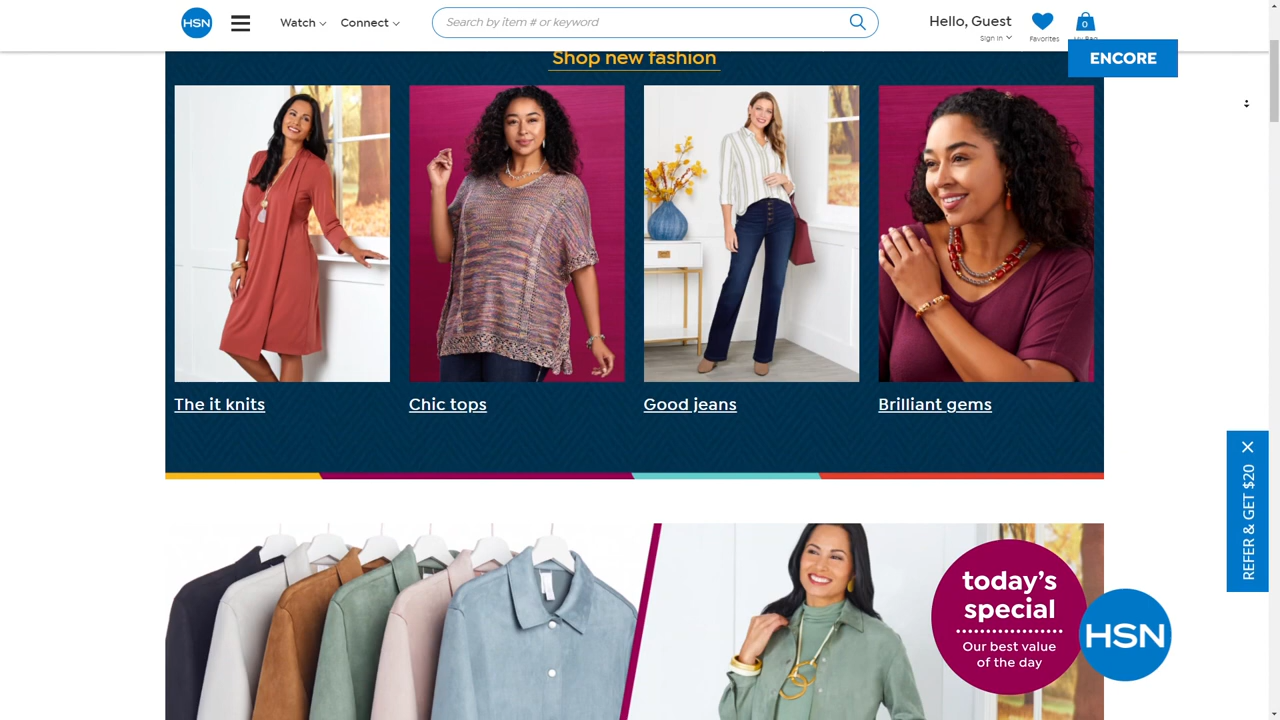 HSN
Watch
Connect
Search by item # or keyword
Hello, Guest
Sign In
Favorites
0
My Bag
ENCORE
Shop new fashion
The it knits
Chic tops
Good jeans
Brilliant gems
REFER & GET $20
today's
special
Our best value
of the day
HSN